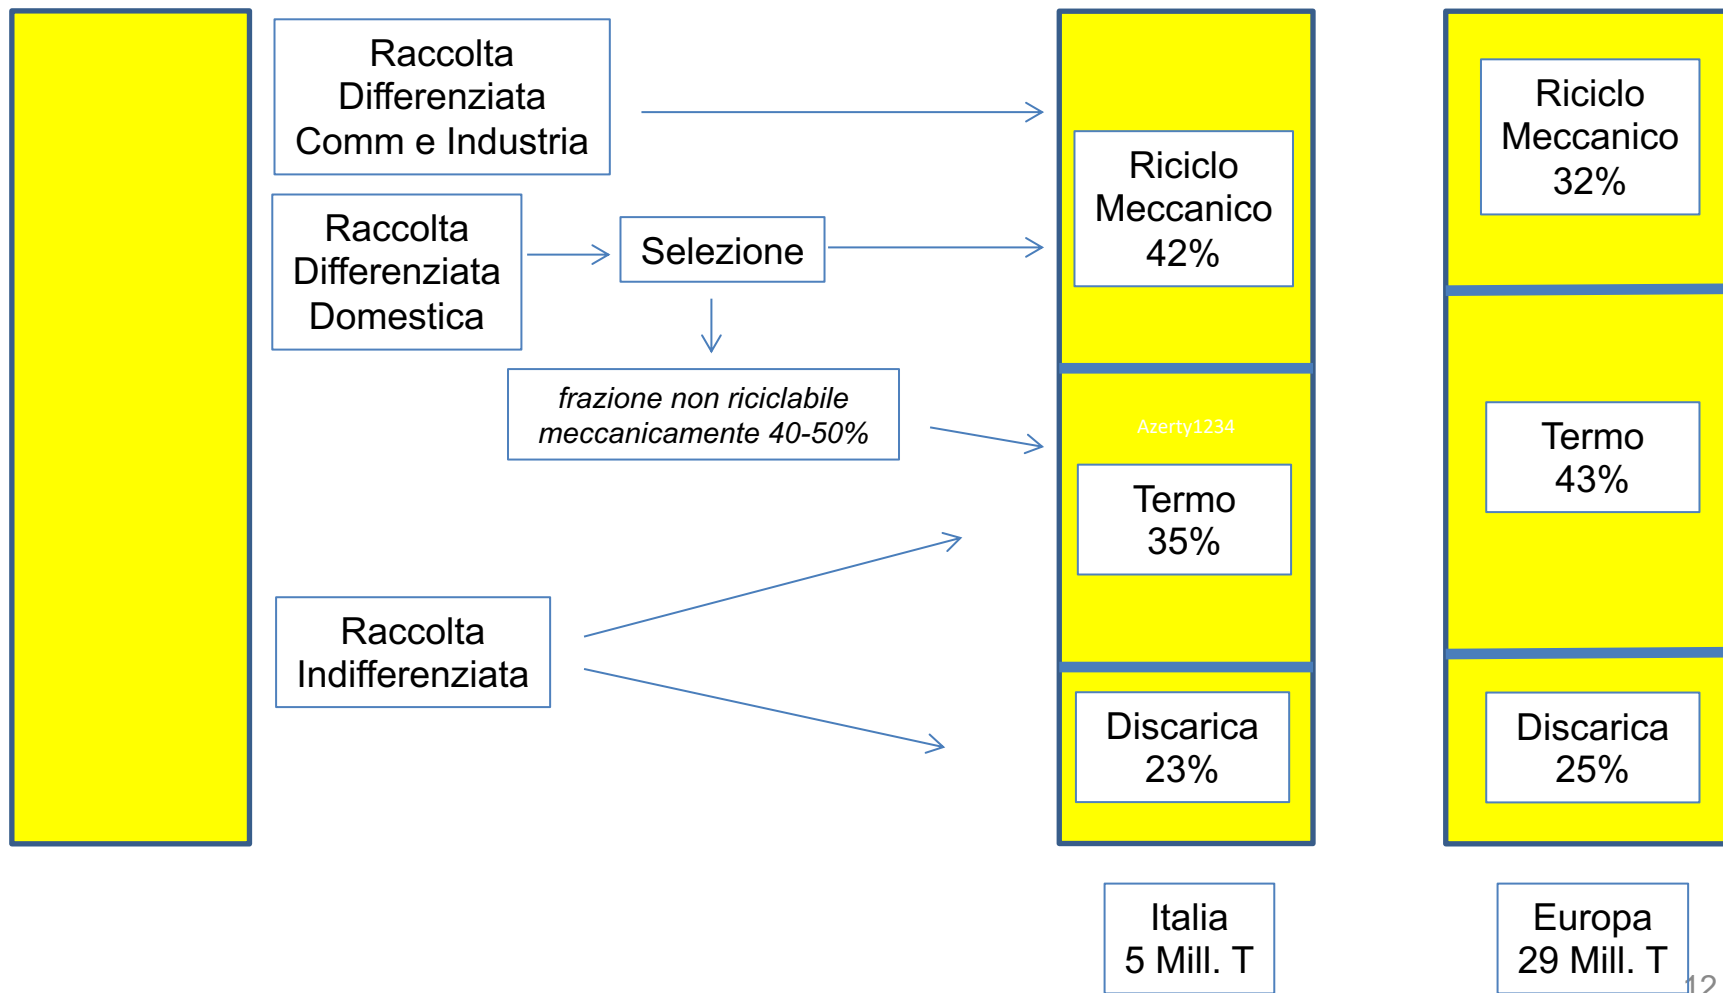 Raccolta
Differenziata
Comm e Industria
Raccolta
Differenziata
Domestica
Selezione
frazione non riciclabile
meccanicamente 40-50%
Raccolta
Indifferenziata
Riciclo
Meccanico
42%
Azerty1234
Termo
35%
Discarica
23%
Italia
5 Mill. T
Riciclo
Meccanico
32%
Termo
43%
Discarica
25%
Europa
29 Mill. T
12